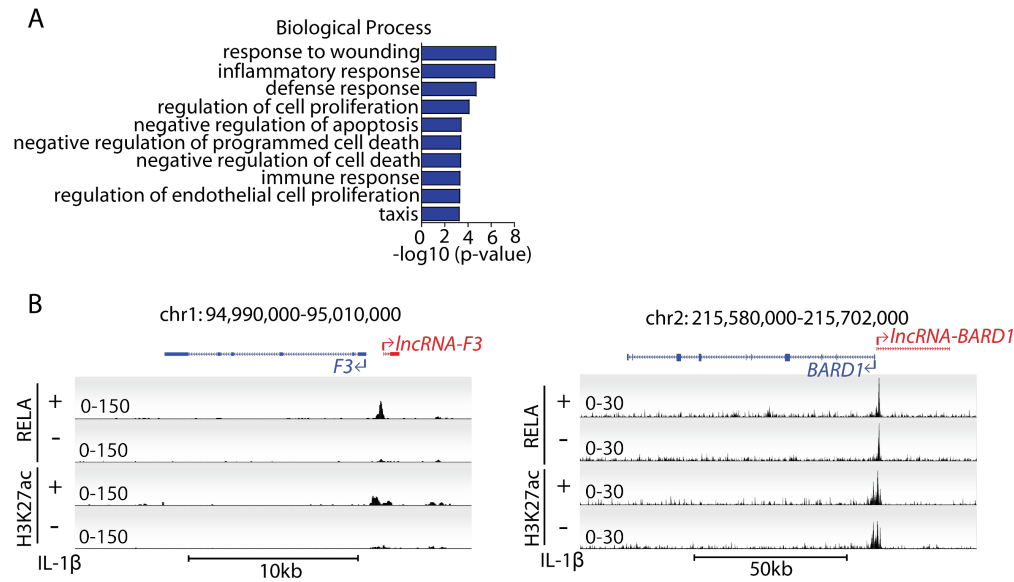 A
Biological Process
response to wounding
inflammatory response
defense response
regulation of cell proliferation
negative regulation of apoptosis
negative regulation of programmed cell death
negative regulation of cell death
immune response
regulation of endothelial cell proliferation
taxis
0 2 4 6 8
-log10 (p-value)
B
chr1: 94,990,000-95,010,000
lncRNA-F3
F3
RELA
+
0-150
-
0-150
H3K27ac
+
0-150
-
0-150
IL-1β
10kb
chr2: 215,580,000-215,702,000
lncRNA-BARD1
BARD1
RELA
+
0-30
-
0-30
H3K27ac
+
0-30
-
0-30
IL-1β
50kb